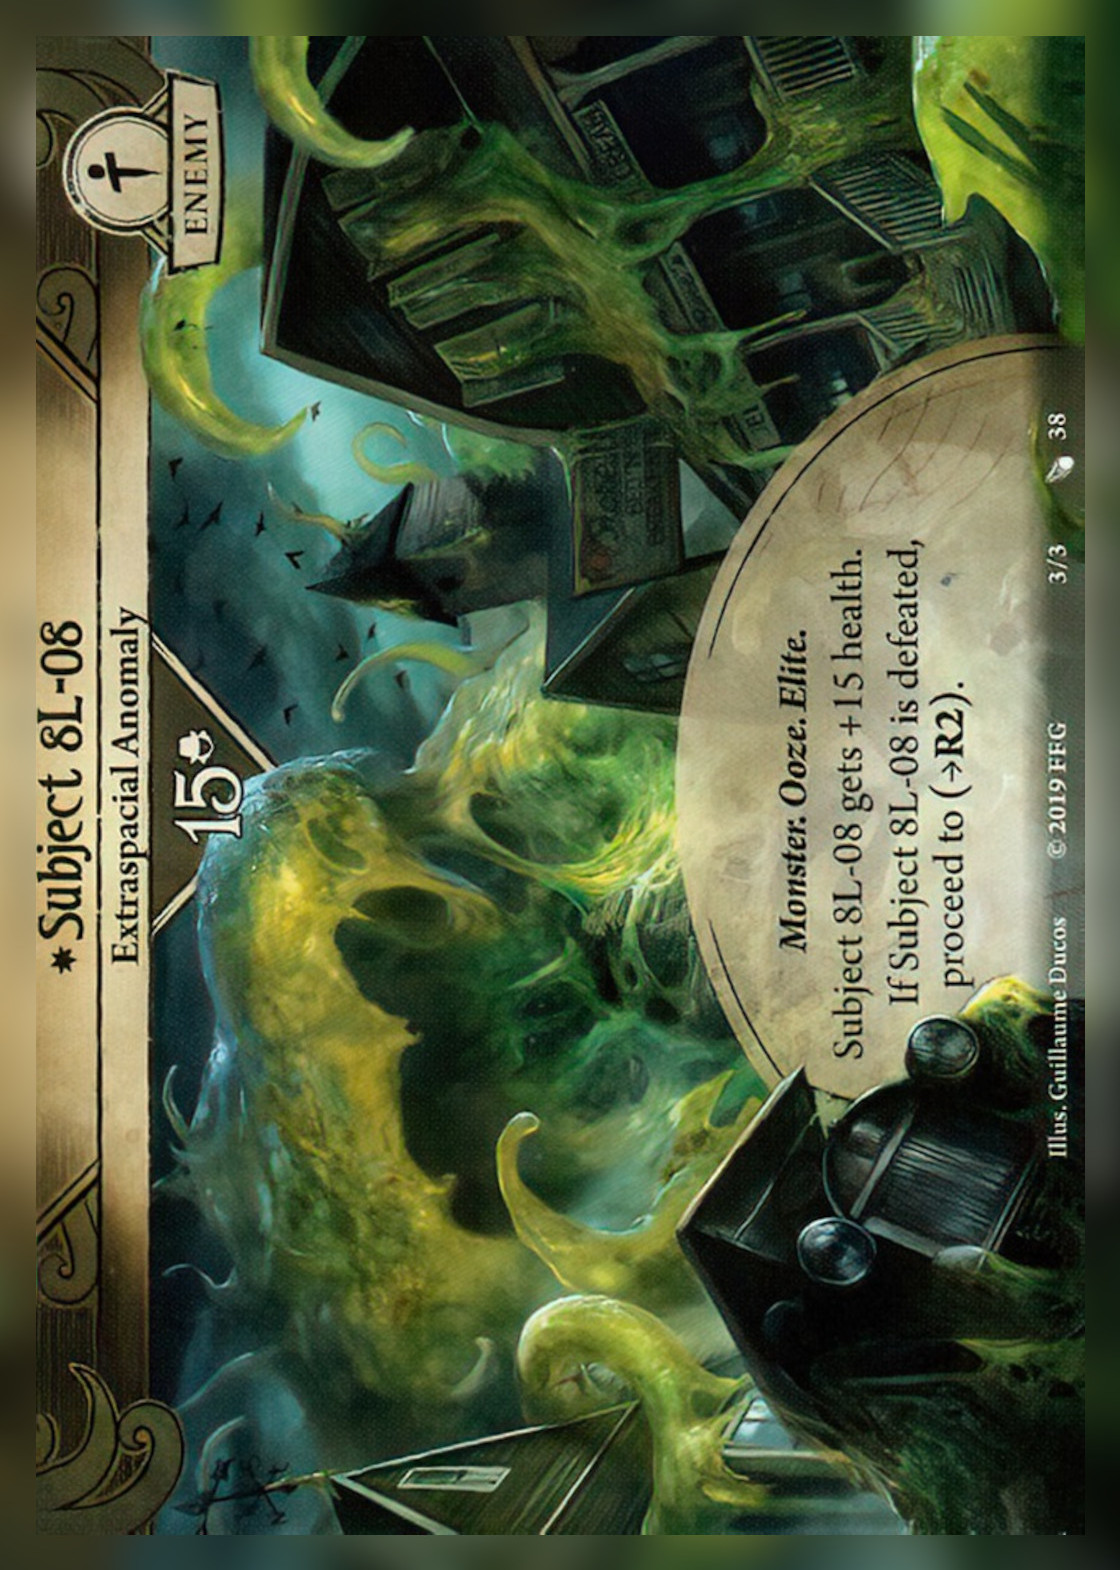 Subject 8L-08
Extraspacial Anomaly
ENEMY
15
Monster. Ooze. Elite.
Subject 8L-08 gets +15 health.
If Subject 8L-08 is defeated,
proceed to (→R2).
Illus. Guillaume Ducos © 2019 FFG 3/3 38